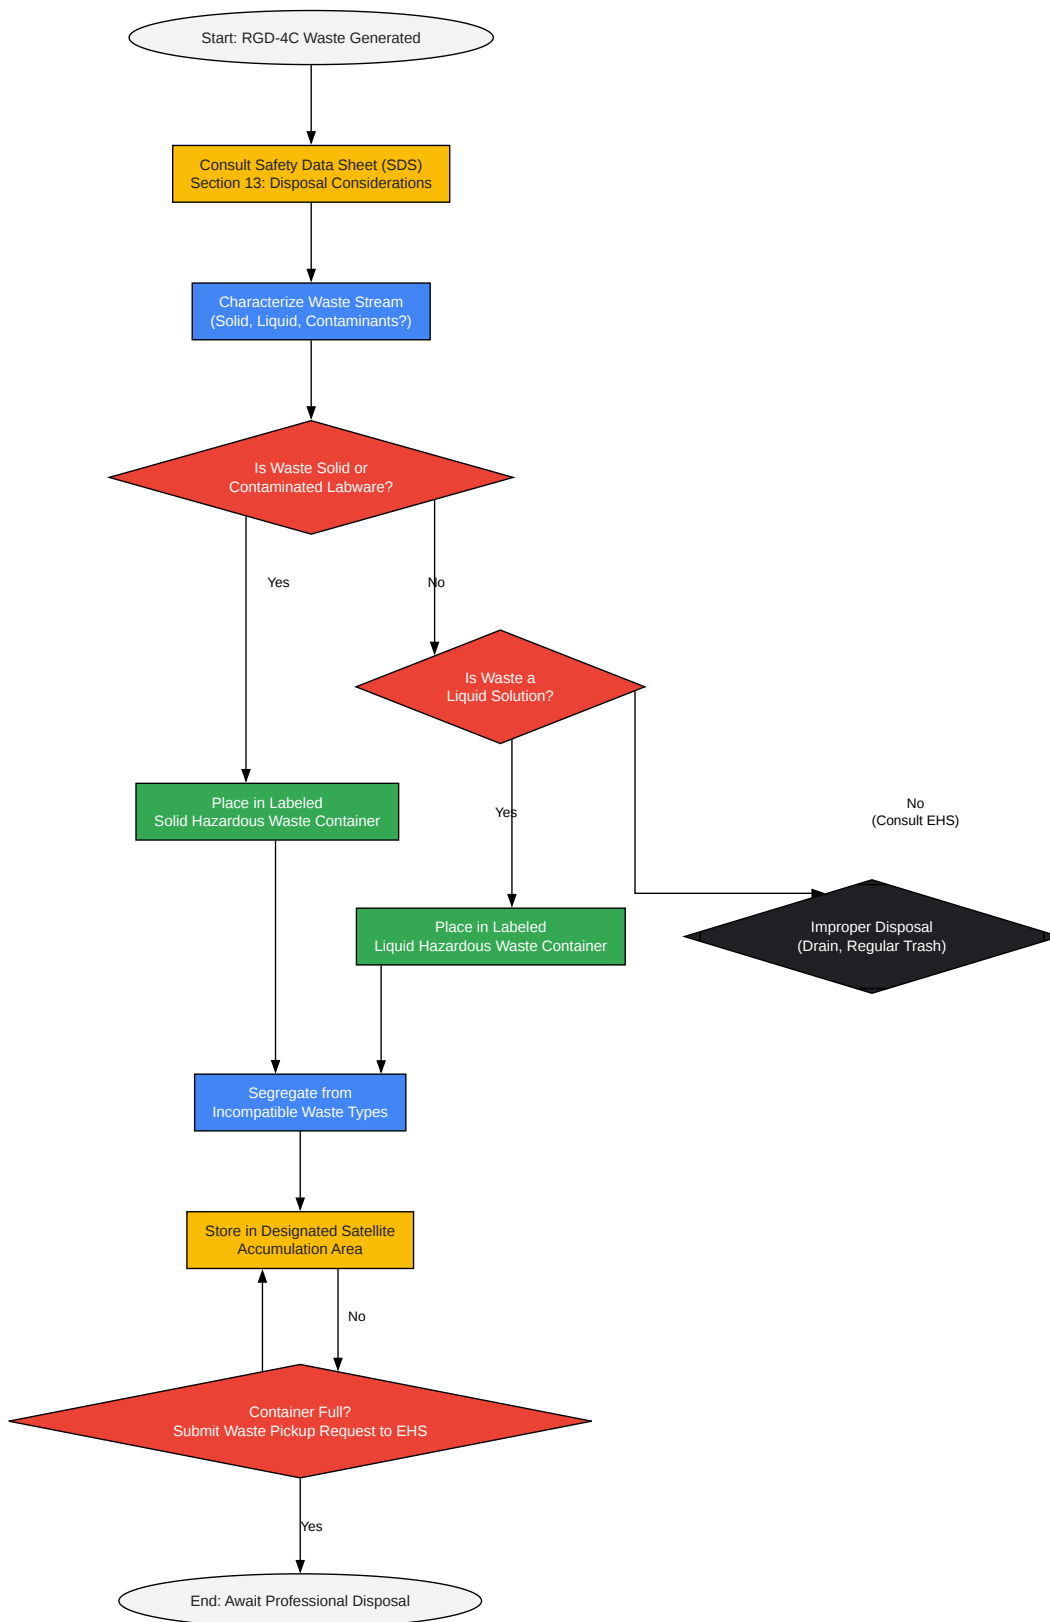 Start: RGD-4C Waste Generated
Consult Safety Data Sheet (SDS)
Section 13: Disposal Considerations
Characterize Waste Stream
(Solid, Liquid, Contaminants?)
Is Waste Solid or
Contaminated Labware?
Yes
No
Is Waste a
Liquid Solution?
Place in Labeled
Solid Hazardous Waste Container
Yes
No
(Consult EHS)
Place in Labeled
Liquid Hazardous Waste Container
Improper Disposal
(Drain, Regular Trash)
Segregate from
Incompatible Waste Types
Store in Designated Satellite
Accumulation Area
No
Container Full?
Submit Waste Pickup Request to EHS
Yes
End: Await Professional Disposal